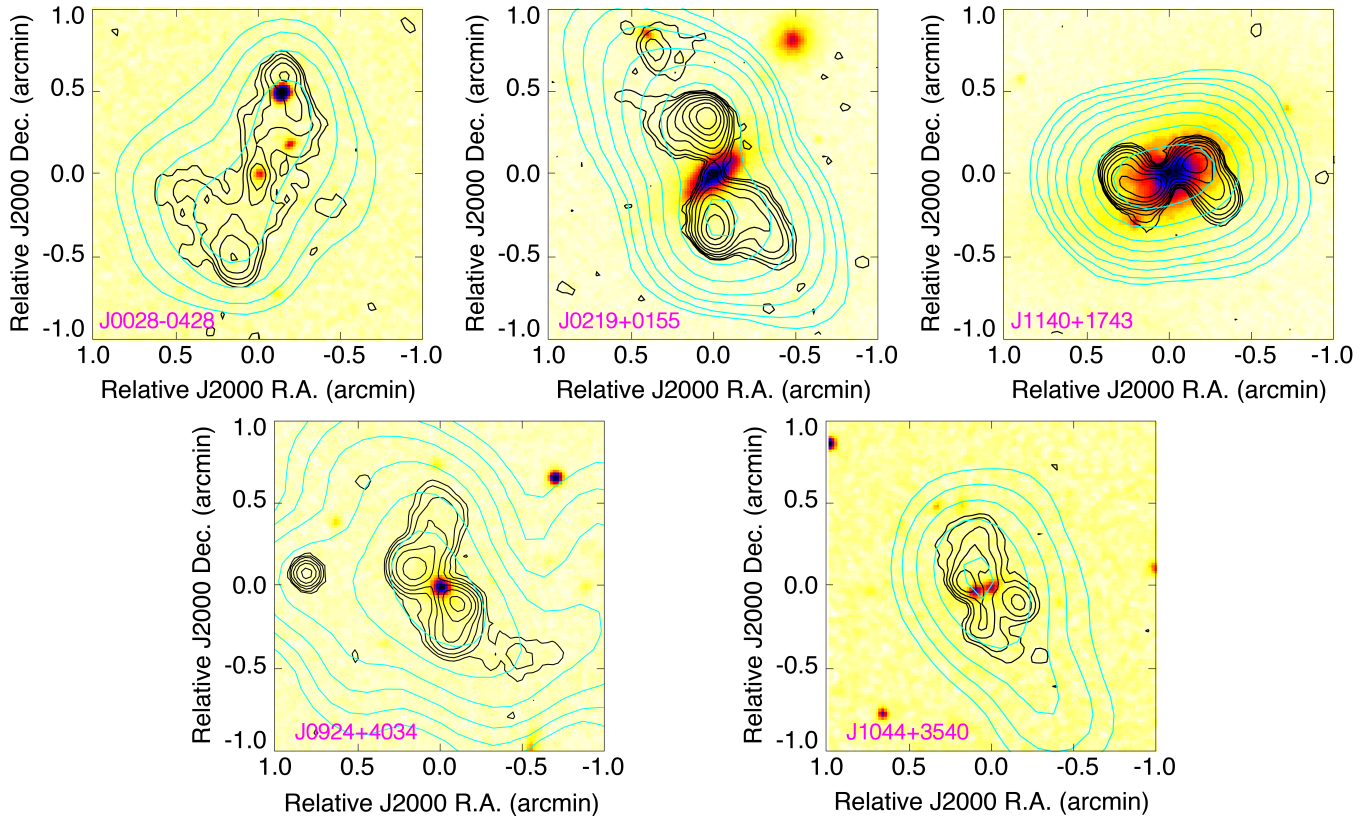 Relative J2000 Dec. (arcmin)
1.0
0.5
0.0
-0.5
-1.0
J0028-0428
1.0 0.5 0.0 -0.5 -1.0
Relative J2000 R.A. (arcmin)
Relative J2000 Dec. (arcmin)
1.0
0.5
0.0
-0.5
-1.0
J0219+0155
1.0 0.5 0.0 -0.5 -1.0
Relative J2000 R.A. (arcmin)
Relative J2000 Dec. (arcmin)
1.0
0.5
0.0
-0.5
-1.0
J1140+1743
1.0 0.5 0.0 -0.5 -1.0
Relative J2000 R.A. (arcmin)
Relative J2000 Dec. (arcmin)
1.0
0.5
0.0
-0.5
-1.0
J0924+4034
1.0 0.5 0.0 -0.5 -1.0
Relative J2000 R.A. (arcmin)
Relative J2000 Dec. (arcmin)
1.0
0.5
0.0
-0.5
-1.0
J1044+3540
1.0 0.5 0.0 -0.5 -1.0
Relative J2000 R.A. (arcmin)